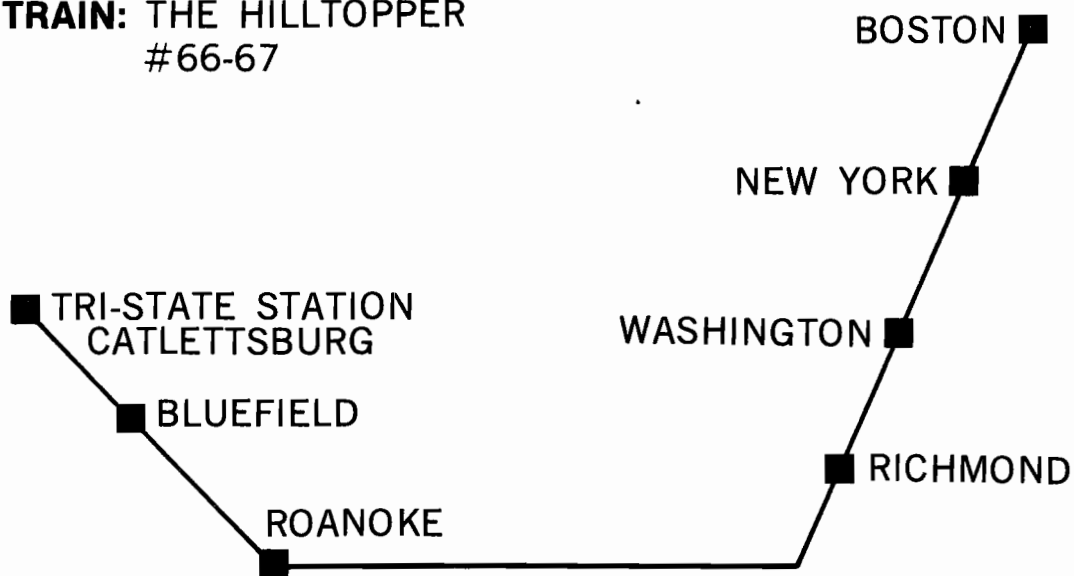 TRAIN: THE HILLTOPPER
#66-67
BOSTON
NEW YORK
TRI-STATE STATION
CATLETTSBURG
WASHINGTON
BLUEFIELD
RICHMOND
ROANOKE